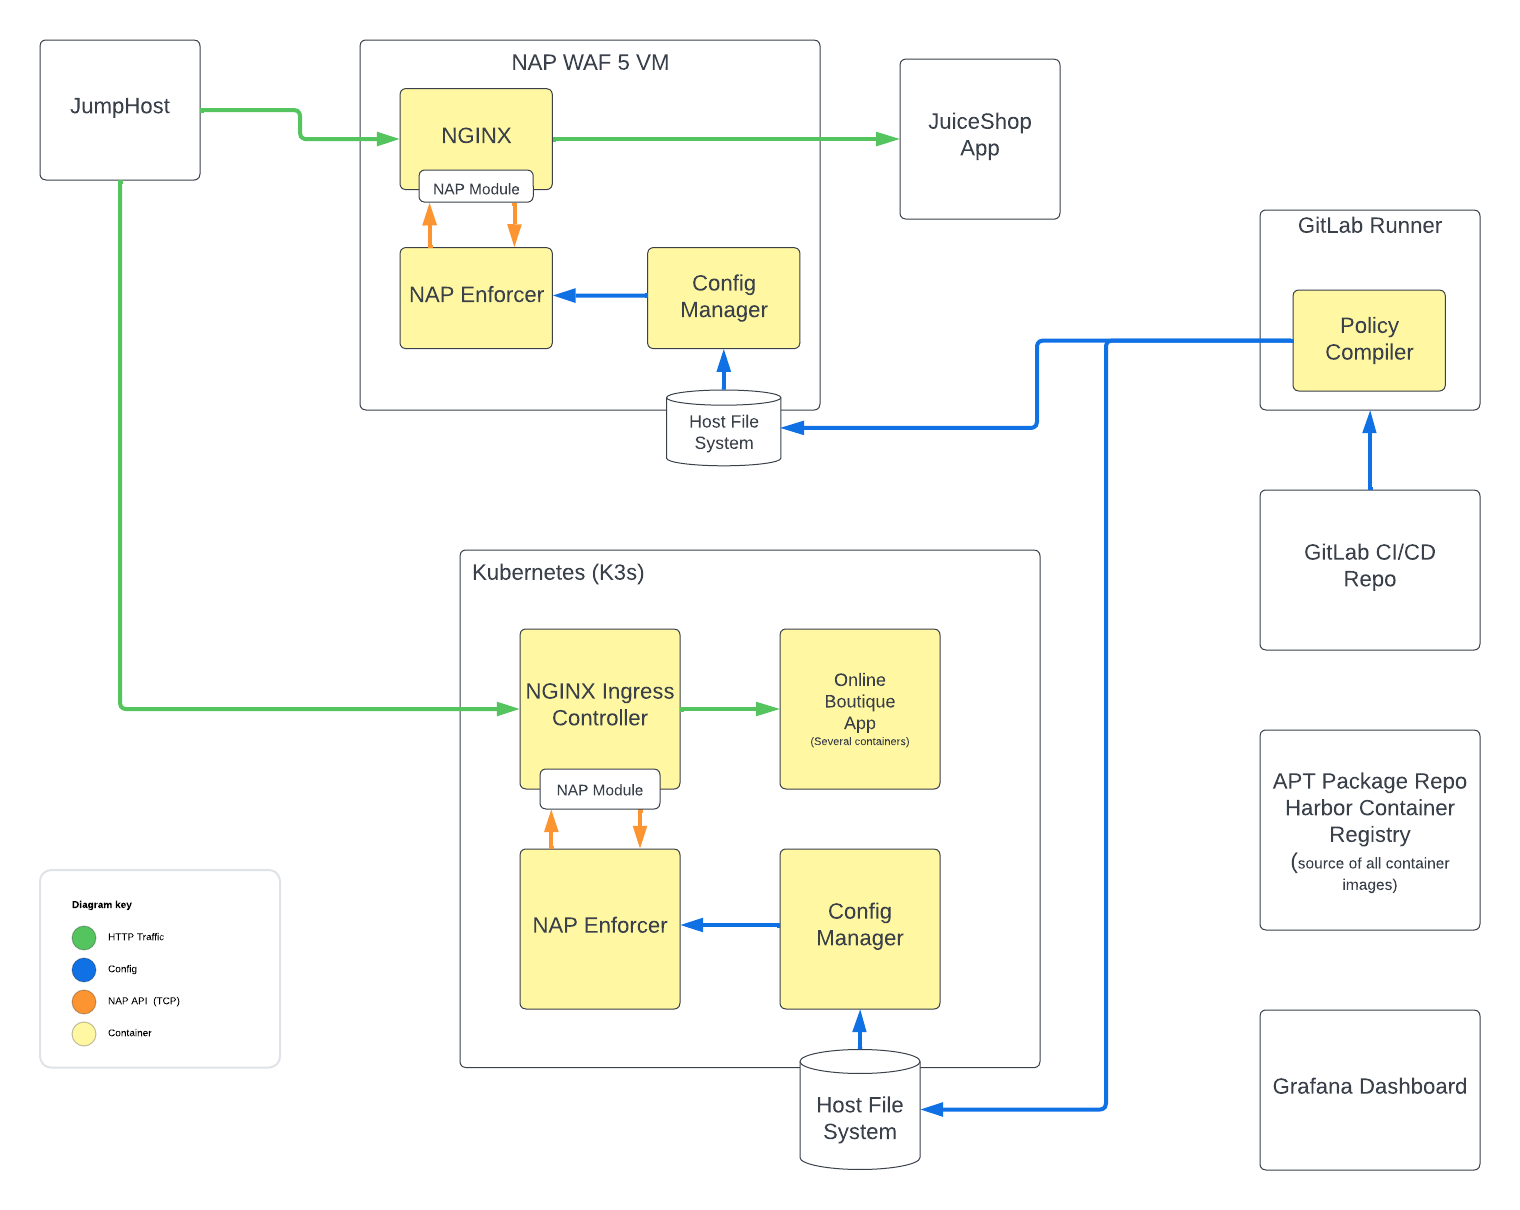 JumpHost
NAP WAF 5 VM
NGINX
NAP Module
NAP Enforcer
Config
Manager
Host File
System
JuiceShop
App
GitLab Runner
Policy
Compiler
GitLab CI/CD
Repo
Kubernetes (K3s)
NGINX Ingress
Controller
NAP Module
Online
Boutique
App
(Several containers)
NAP Enforcer
Config
Manager
Host File
System
APT Package Repo
Harbor Container
Registry
(source of all container
images)
Grafana Dashboard
Diagram key
HTTP Traffic
Config
NAP API (TCP)
Container